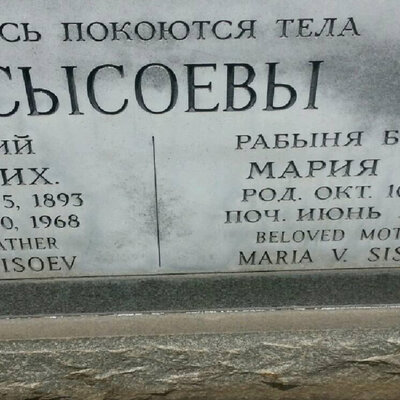 СЬ ПОКОЮТСЯ ТЕЛА
СЫСОЕВЫ
ИЙ
ИХ.
5, 1893
0, 1968
ATHER
ISOEV
РАБЫНЯ Б
МАРИЯ
РОД. ОКТ. 1
ПОЧ. ИЮНЬ
BELOVED MOT
MARIA V. SIS